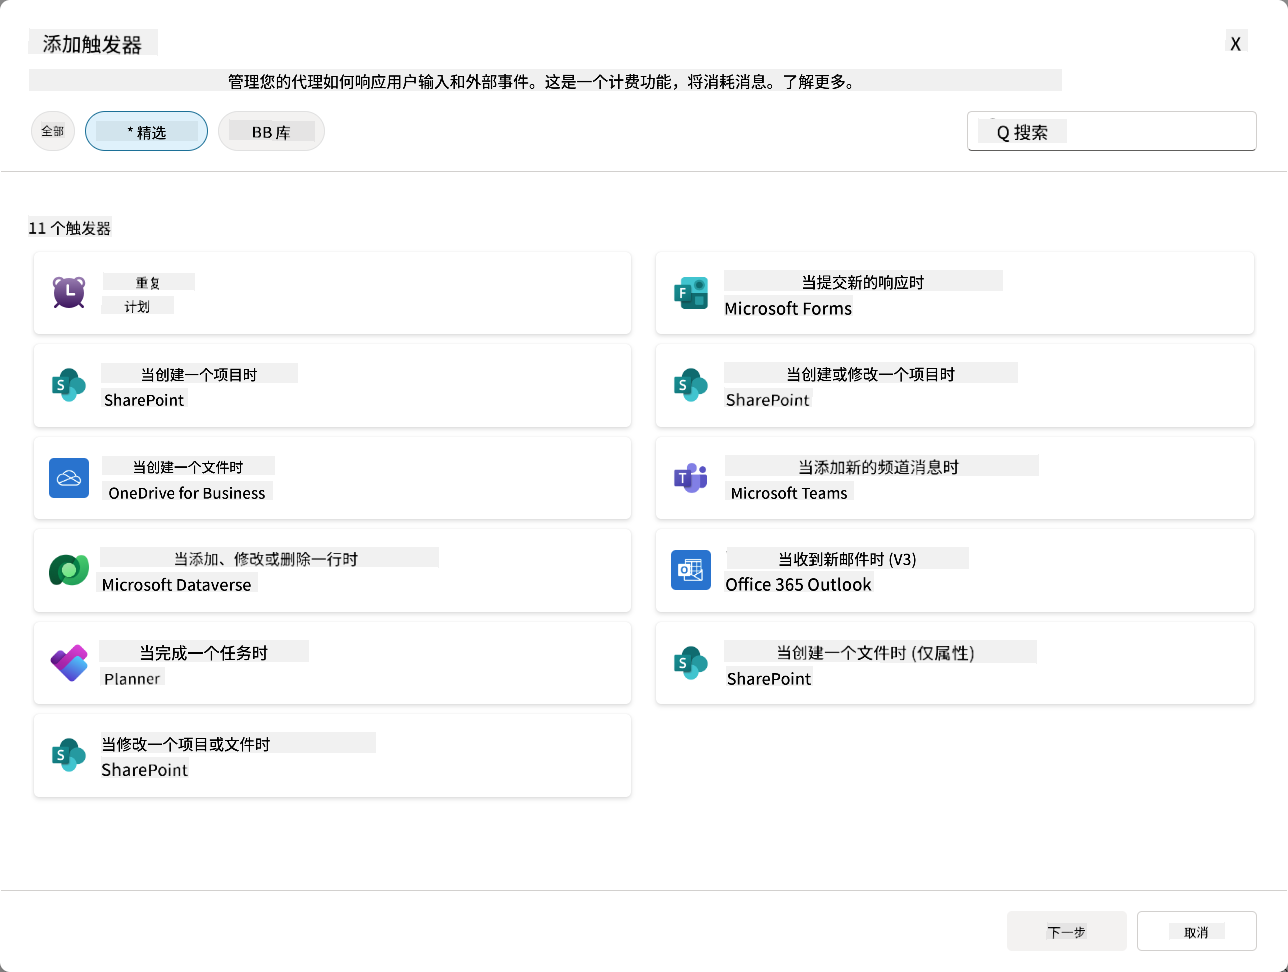 添加触发器
X
管理您的代理如何响应用户输入和外部事件。这是一个计费功能，将消耗消息。了解更多。
全部
* 精选
BB 库
Q 搜索
11 个触发器
重复
计划
当提交新的响应时
Microsoft Forms
当创建一个项目时
SharePoint
当创建或修改一个项目时
SharePoint
当创建一个文件时
OneDrive for Business
当添加新的频道消息时
Microsoft Teams
当添加、修改或删除一行时
Microsoft Dataverse
当收到新邮件时 (V3)
Office 365 Outlook
当完成一个任务时
Planner
当创建一个文件时 (仅属性)
SharePoint
当修改一个项目或文件时
SharePoint
下一步
取消